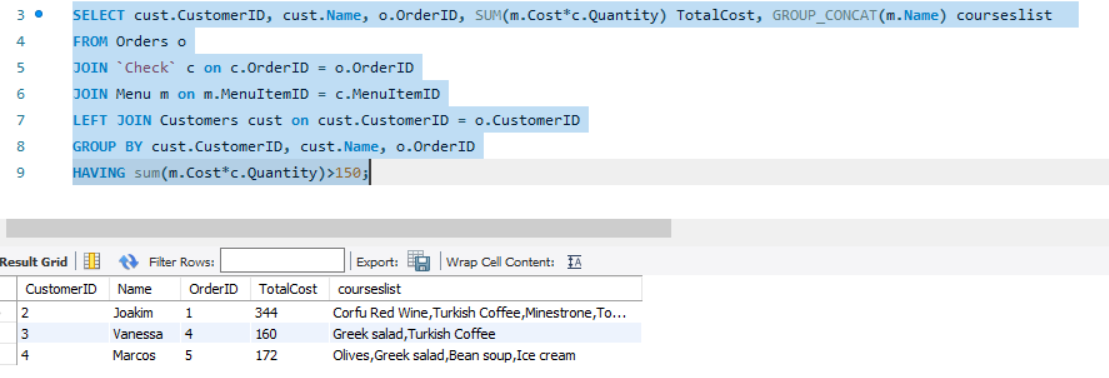 3 SELECT cust.CustomerID, cust.Name, o.OrderID, SUM(m.Cost*c.Quantity) TotalCost, GROUP_CONCAT(m.Name) courseslist
4 FROM Orders o
5 JOIN `Check` c on c.OrderID = o.OrderID
6 JOIN Menu m on m.MenuItemID = c.MenuItemID
7 LEFT JOIN Customers cust on cust.CustomerID = o.CustomerID
8 GROUP BY cust.CustomerID, cust.Name, o.OrderID
9 HAVING sum(m.Cost*c.Quantity)>150;
Result Grid Filter Rows: Export: Wrap Cell Content: IA
CustomerID Name OrderID TotalCost courseslist
2 Joakim 1 344 Corfu Red Wine,Turkish Coffee,Minestrone,To...
3 Vanessa 4 160 Greek salad,Turkish Coffee
4 Marcos 5 172 Olives,Greek salad,Bean soup,Ice cream